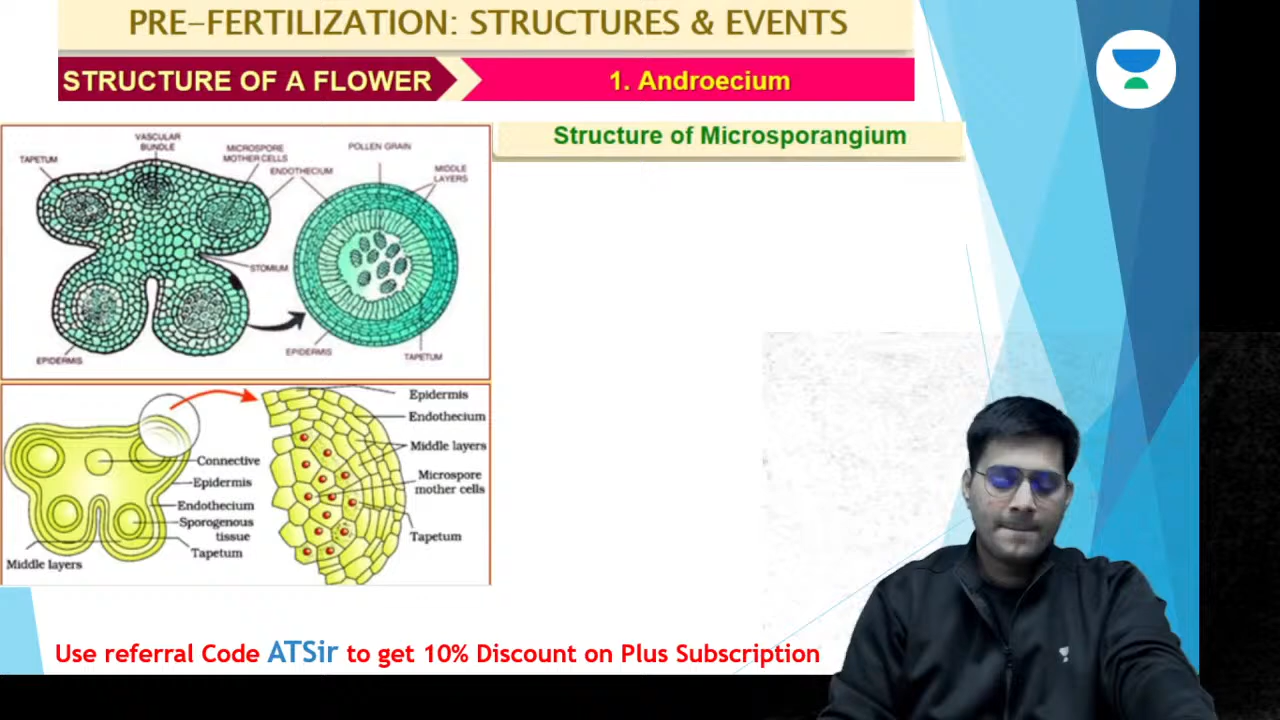 PRE-FERTILIZATION: STRUCTURES & EVENTS
STRUCTURE OF A FLOWER
1. Androecium
Structure of Microsporangium
TAPETUM
VASCULAR
BUNDLE
MICROSPORE
MOTHER CELLS
ENDOTHECIUM
POLLEN GRAIN
MIDDLE
LAYERS
STOMIUM
EPIDERMIS
EPIDERMIS
TAPETUM
Connective
Epidermis
Endothecium
Sporogenous
tissue
Tapetum
Middle layers
Epidermis
Endothecium
Middle layers
Microspore
mother cells
Tapetum
Use referral Code ATSir to get 10% Discount on Plus Subscription